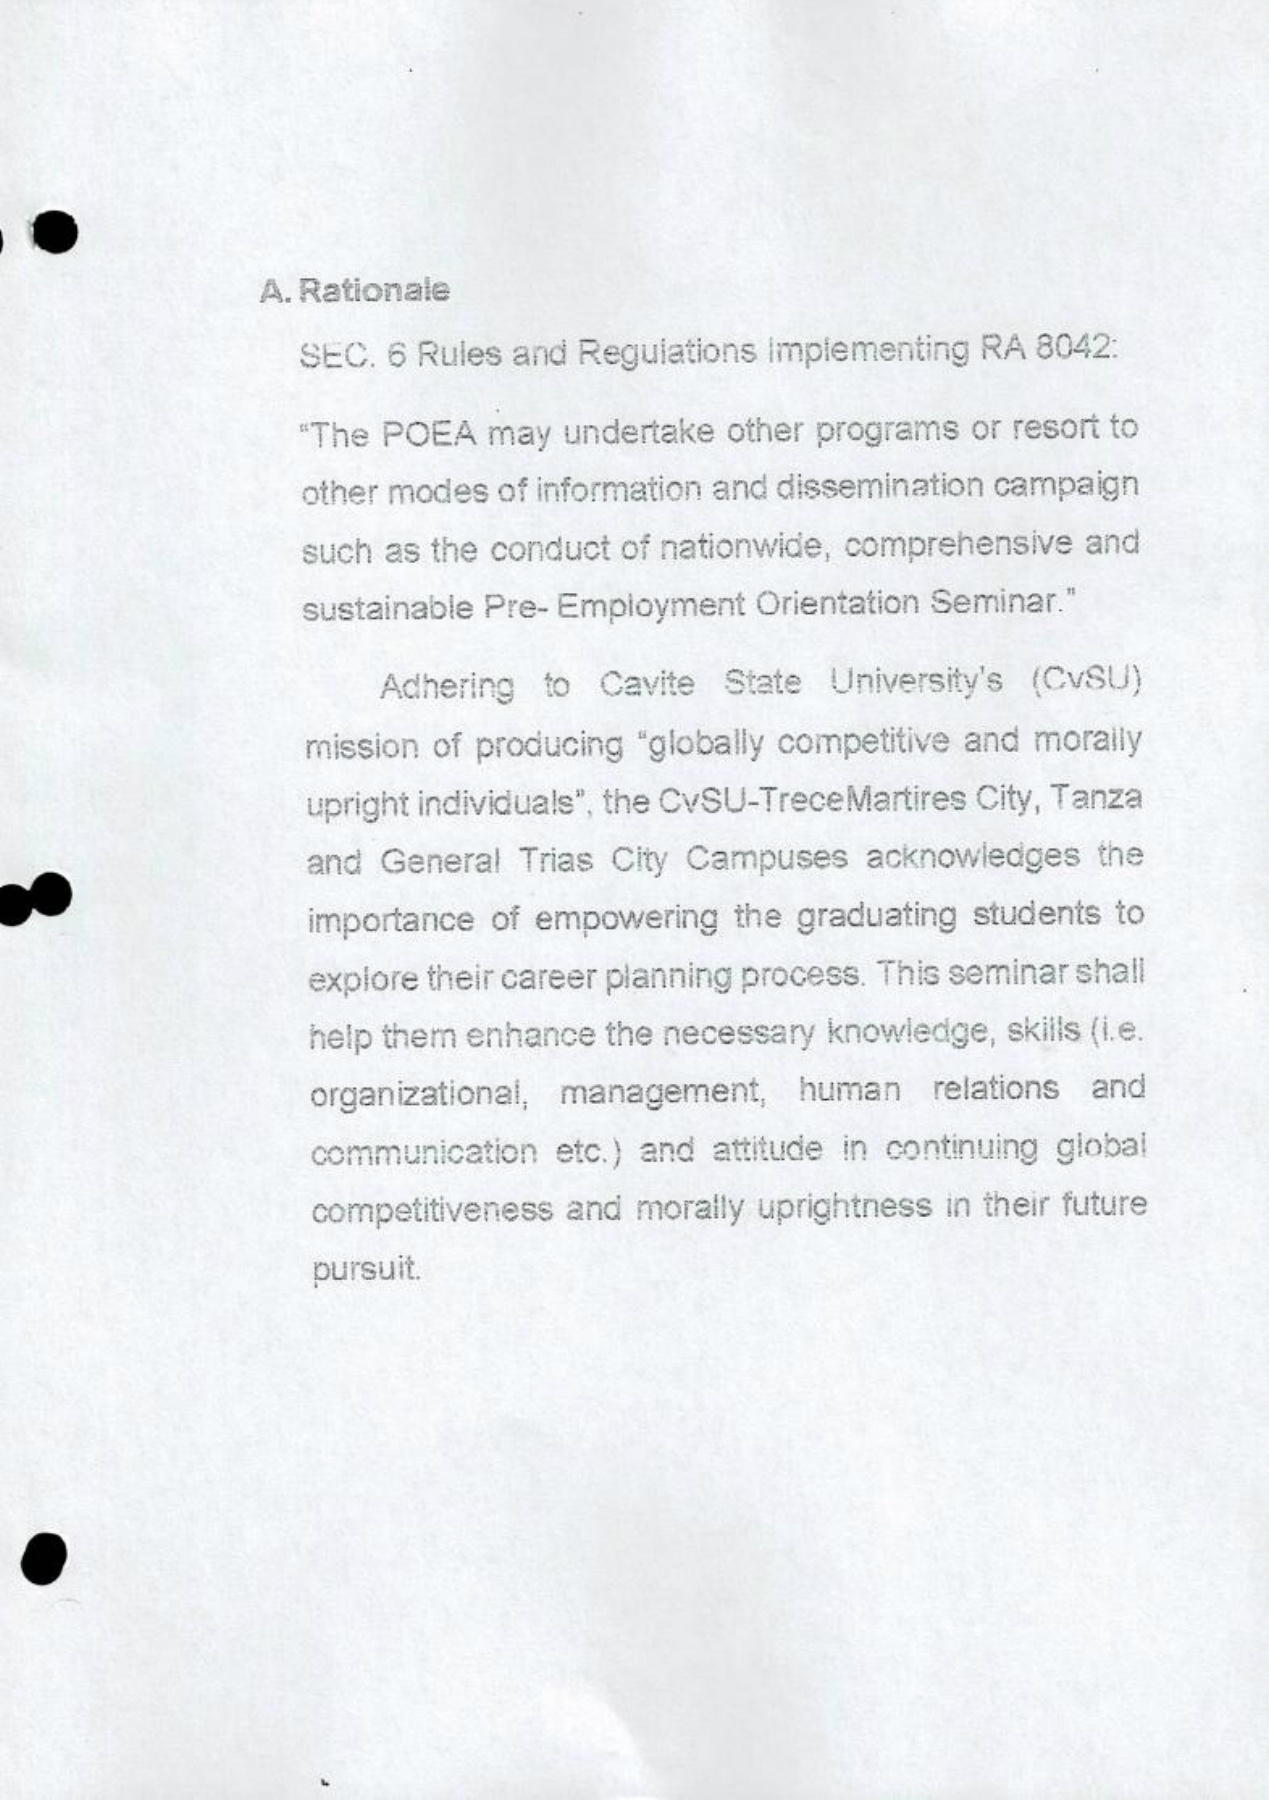 A. Rationale
SEC. 6 Rules and Regulations Implementing RA 8042:
“The POEA may undertake other programs or resort to
other modes of information and dissemination campaign
such as the conduct of nationwide, comprehensive and
sustainable Pre- Employment Orientation Seminar.”
Adhering to Cavite State University's (CvSU)
mission of producing “globally competitive and morally
upright individuals”, the CvSU-TreceMartires City, Tanza
and General Trias City Campuses acknowledges the
importance of empowering the graduating students to
explore their career planning process. This seminar shall
help them enhance the necessary knowledge, skills (i.e.
organizational, management, human relations and
communication etc.) and attitude in continuing global
competitiveness and morally uprightness in their future
pursuit.